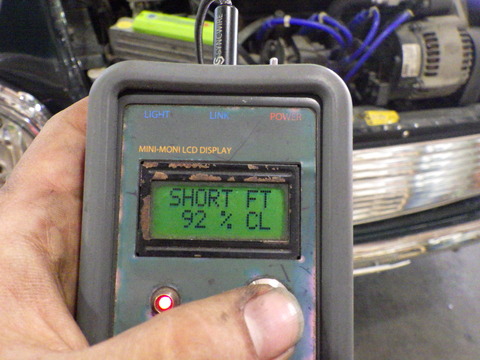 LIGHT LINK POWER
MINI-MONI LCD DISPLAY
SHORT FT
92 % CL